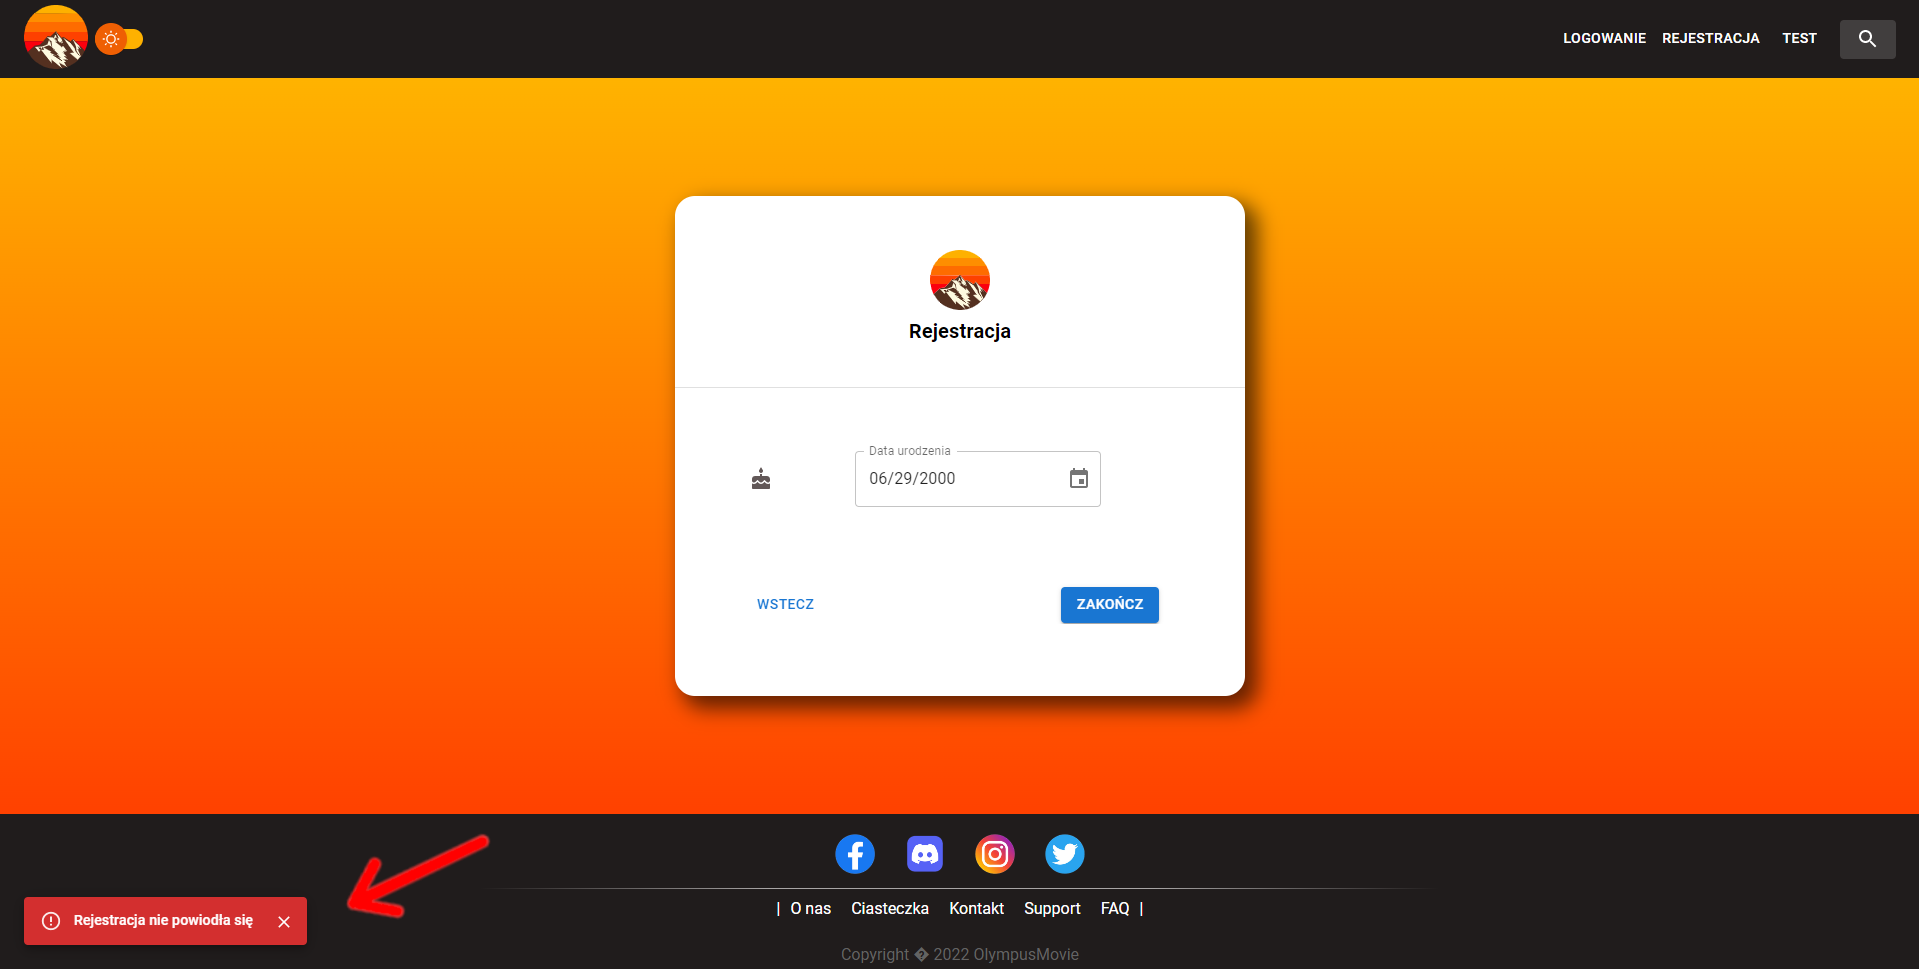 LOGOWANIE REJESTRACJA TEST
Rejestracja
Data urodzenia
06/29/2000
WSTECZ ZAKOŃCZ
| O nas Ciasteczka Kontakt Support FAQ |
Rejestracja nie powiodła się
Copyright � 2022 OlympusMovie